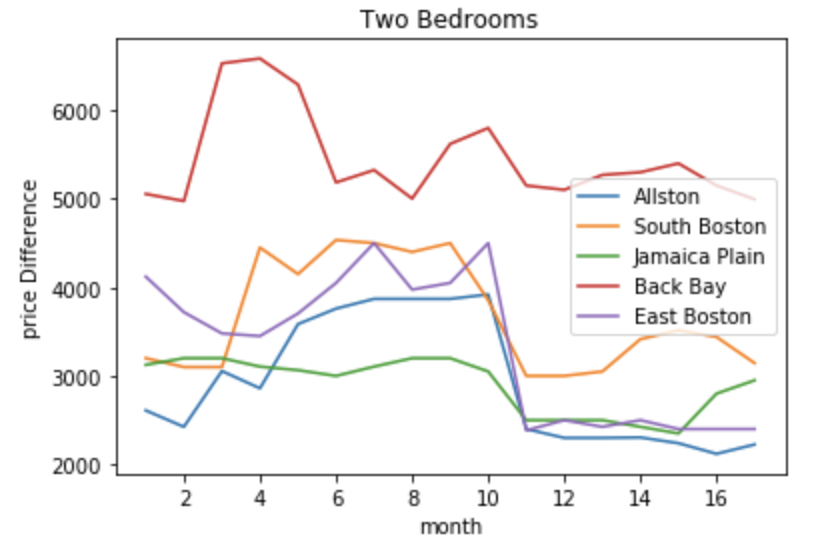 Two Bedrooms
price Difference
6000
5000
4000
3000
2000
Allston
South Boston
Jamaica Plain
Back Bay
East Boston
2 4 6 8 10 12 14 16
month